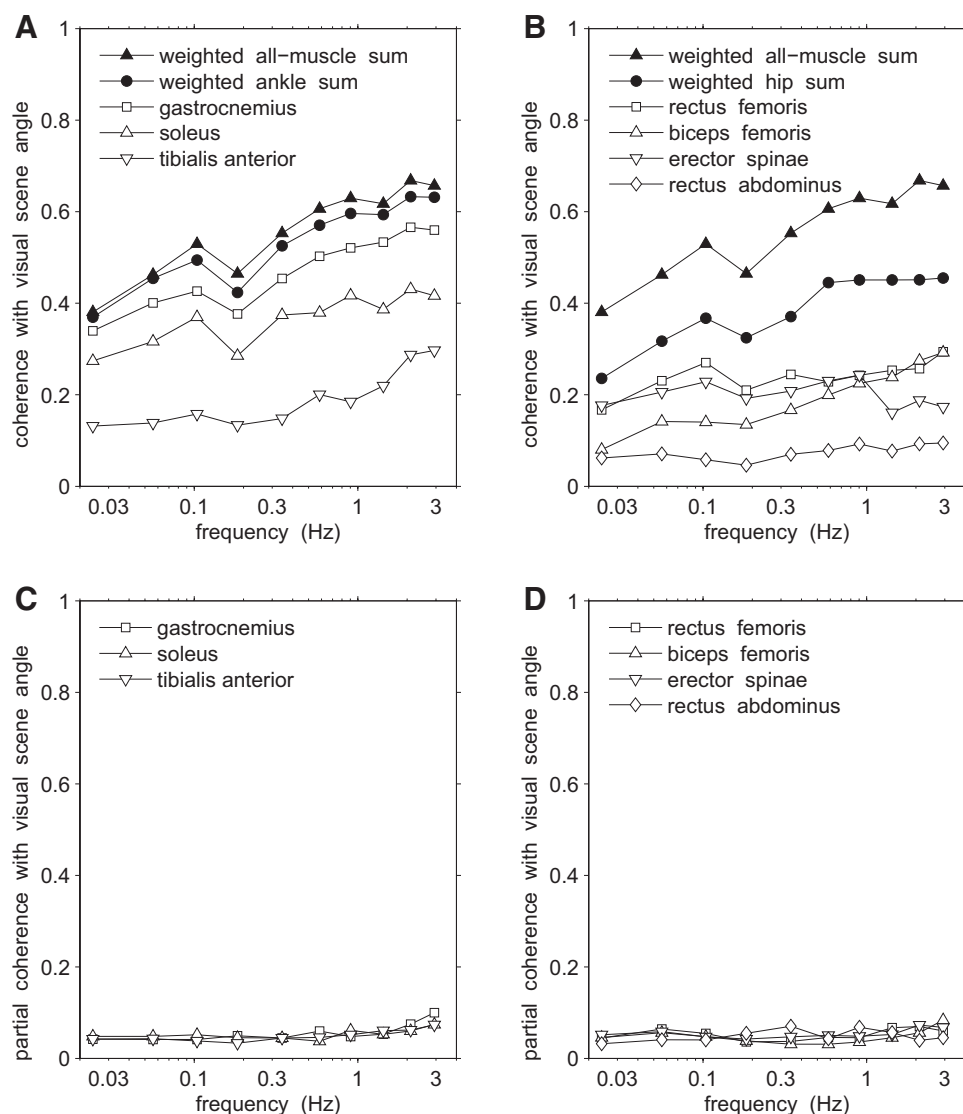 A
1
weighted all-muscle sum
weighted ankle sum
gastrocnemius
soleus
tibialis anterior
0.8
0.6
0.4
0.2
0
coherence with visual scene angle
0.03
0.1
0.3
1
3
frequency (Hz)
B
1
weighted all-muscle sum
weighted hip sum
rectus femoris
biceps femoris
erector spinae
rectus abdominus
0.8
0.6
0.4
0.2
0
coherence with visual scene angle
0.03
0.1
0.3
1
3
frequency (Hz)
C
1
gastrocnemius
soleus
tibialis anterior
0.8
0.6
0.4
0.2
0
partial coherence with visual scene angle
0.03
0.1
0.3
1
3
frequency (Hz)
D
1
rectus femoris
biceps femoris
erector spinae
rectus abdominus
0.8
0.6
0.4
0.2
0
partial coherence with visual scene angle
0.03
0.1
0.3
1
3
frequency (Hz)